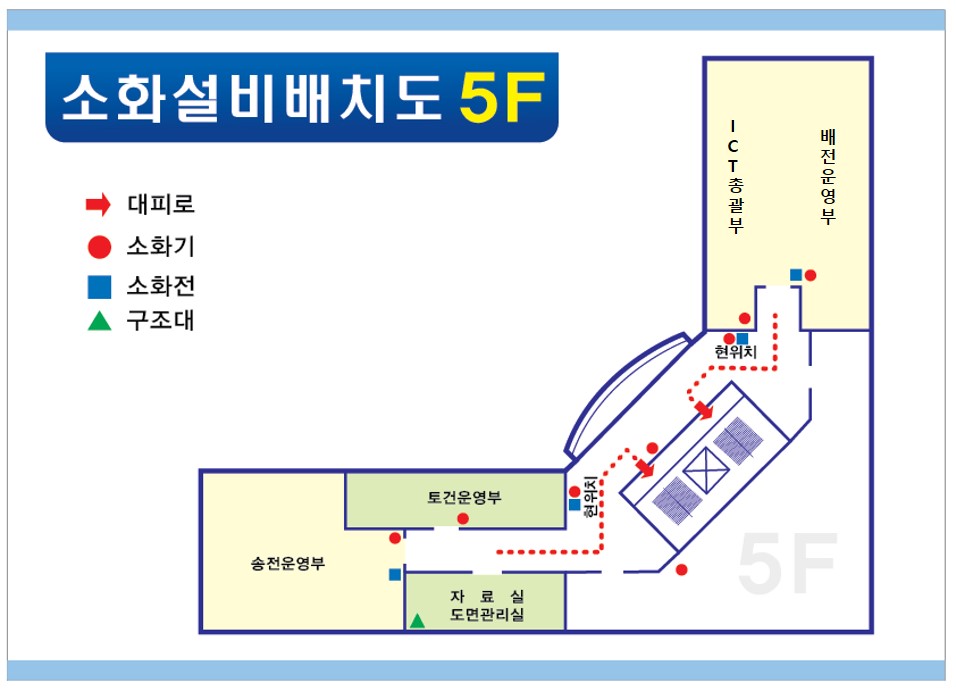 소화설비배치도 5F
대피로
소화기
소화전
구조대
ICT총괄부
배전운영부
현위치
현위치
토건운영부
송전운영부
자 료 실
도면관리실
5F